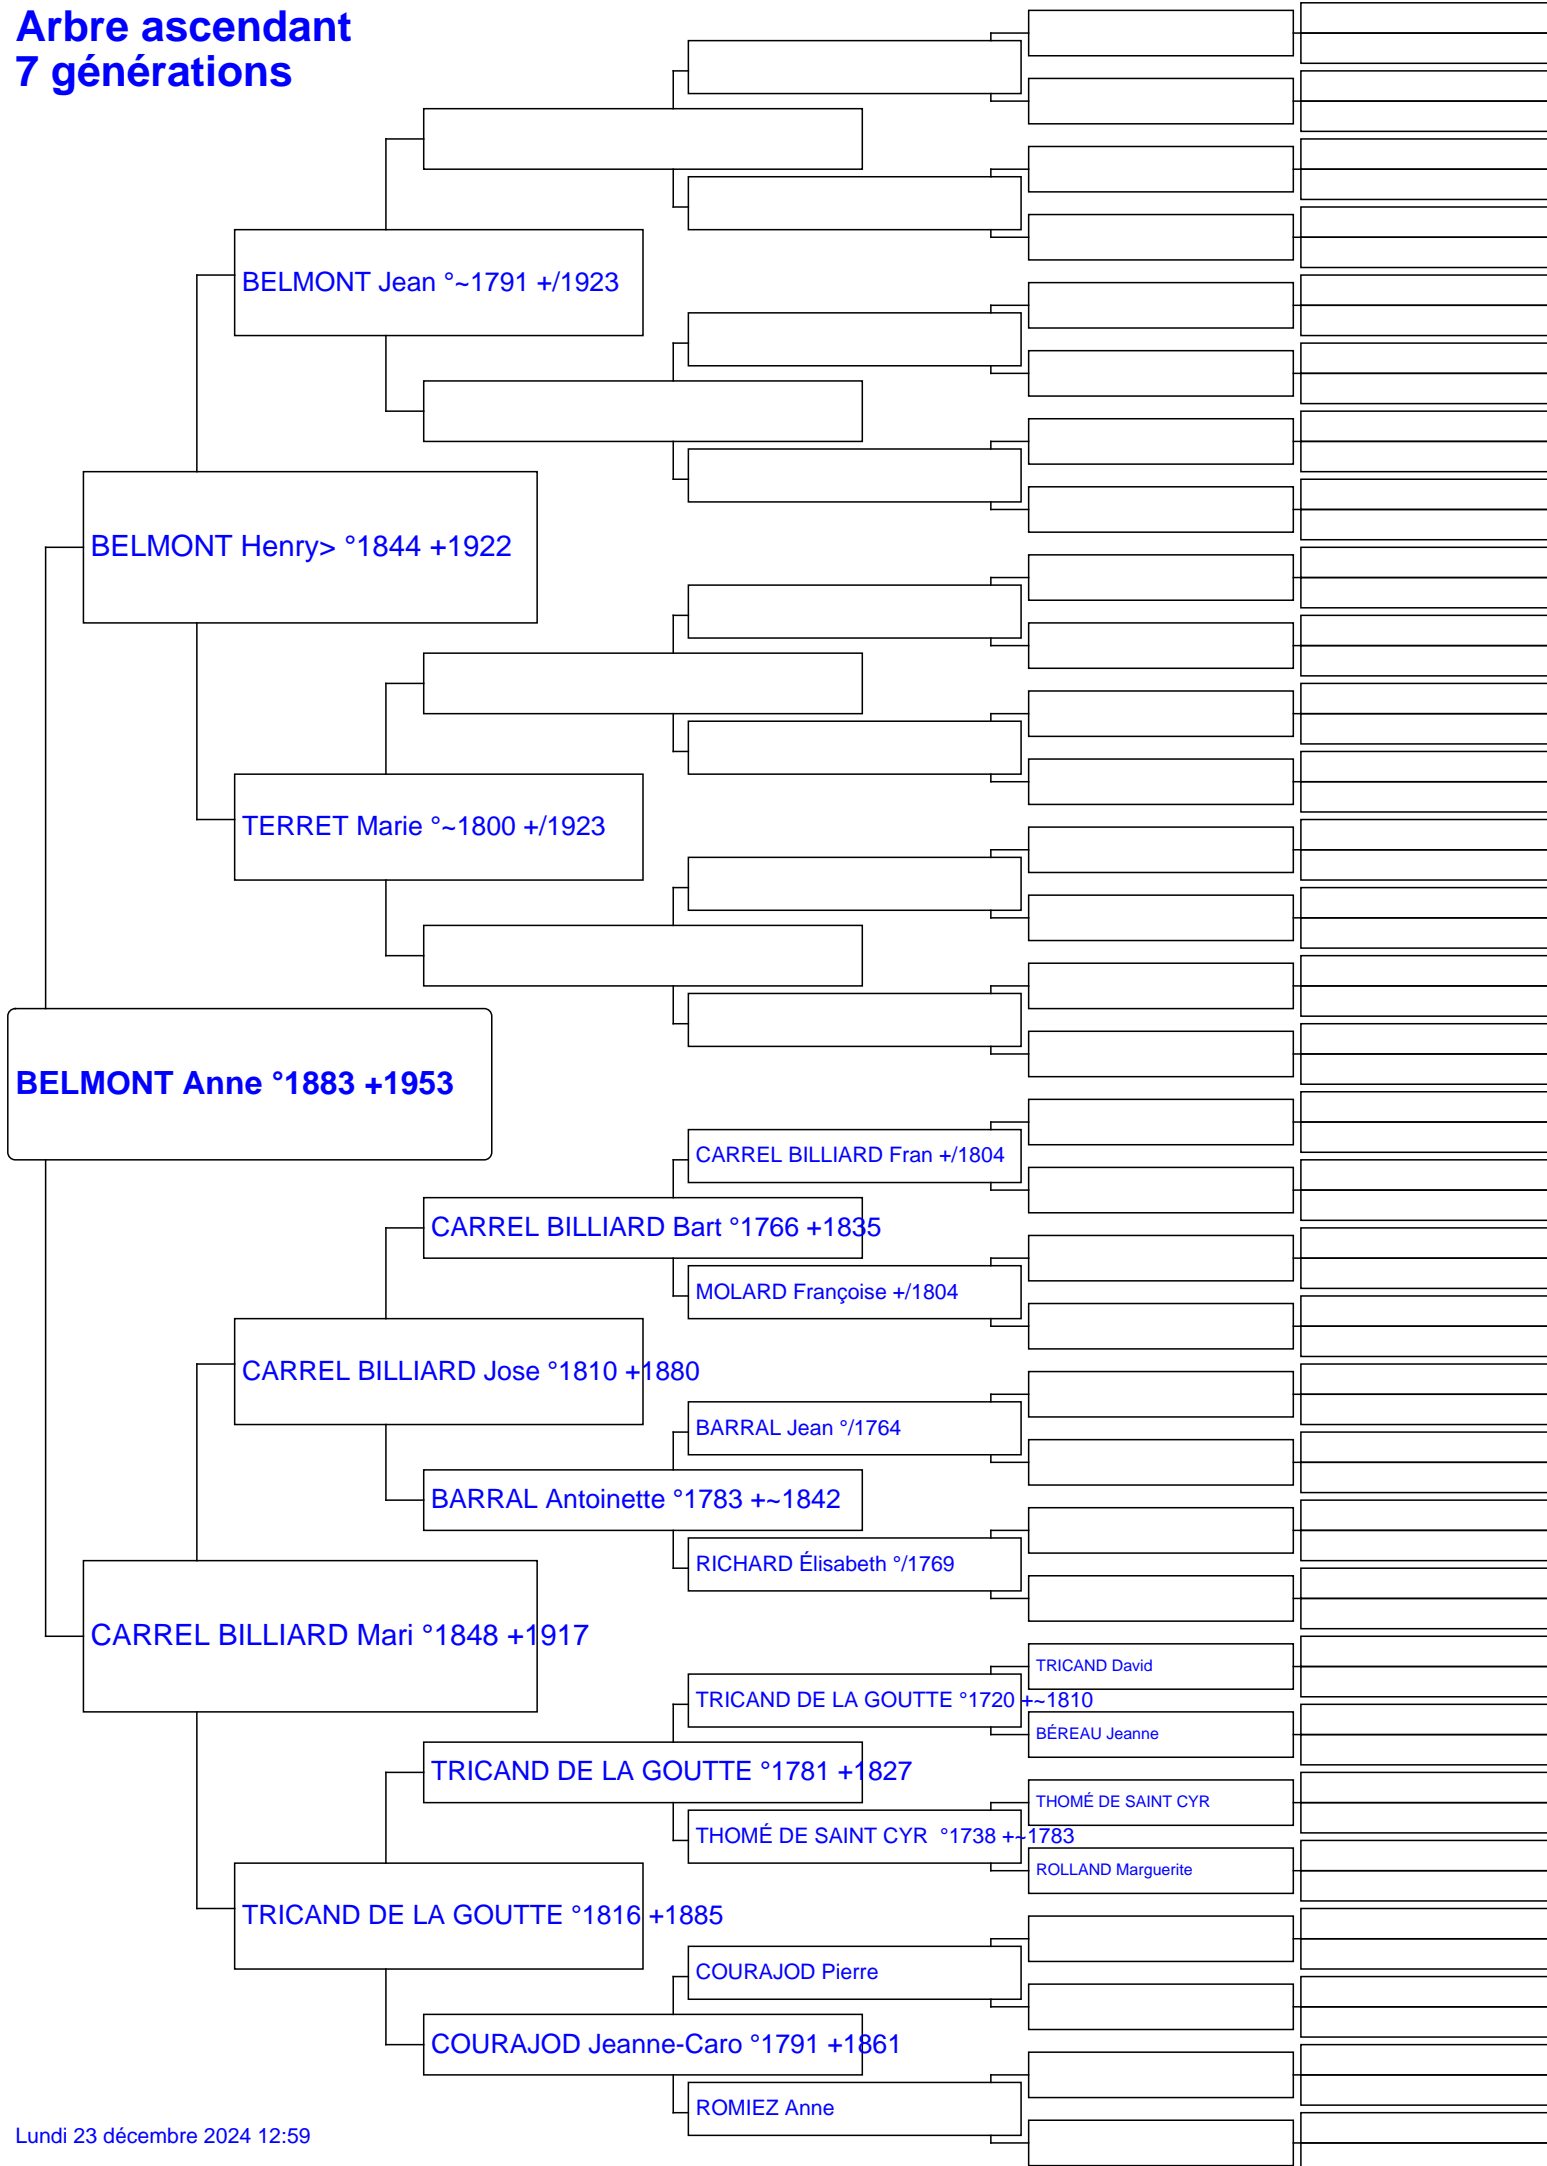 Arbre ascendant
7 générations
BELMONT Jean °~1791 +/1923
BELMONT Henry> °1844 +1922
TERRET Marie °~1800 +/1923
BELMONT Anne °1883 +1953
CARREL BILLIARD Fran +/1804
CARREL BILLIARD Bart °1766 +1835
MOLARD Françoise +/1804
CARREL BILLIARD Jose °1810 +1880
BARRAL Jean °/1764
BARRAL Antoinette °1783 +~1842
RICHARD Élisabeth °/1769
CARREL BILLIARD Mari °1848 +1917
TRICAND David
TRICAND DE LA GOUTTE °1720 +~1810
BÉREAU Jeanne
TRICAND DE LA GOUTTE °1781 +1827
THOMÉ DE SAINT CYR
THOMÉ DE SAINT CYR °1738 +~1783
ROLLAND Marguerite
TRICAND DE LA GOUTTE °1816 +1885
COURAJOD Pierre
COURAJOD Jeanne-Caro °1791 +1861
ROMIEZ Anne
Lundi 23 décembre 2024 12:59